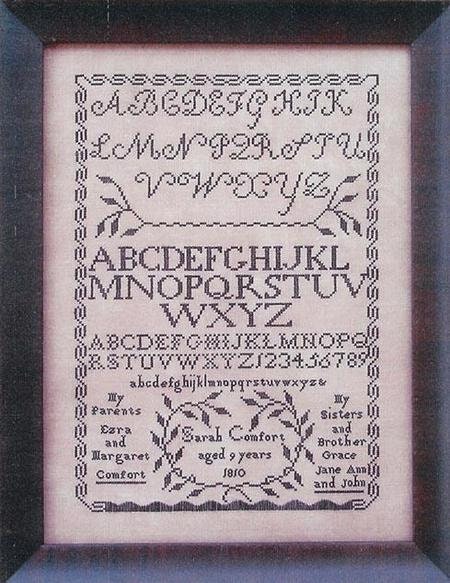 ABCDEFGHIK
LMNPQRSTU
VWXYZ
ABCDEFGHIJKL
MNOPQRSTUV
WXYZ
ABCDEFGHIJKLMNOPQ
RSTUVWXYZ123456789
abcdefghijklmnopqrstuvwxyz&
My
Parents
Ezra
and
Margaret
Comfort
Sarah Comfort
aged 9 years
1810
My
Sisters
and
Brother
Grace
Jane Ann
and John